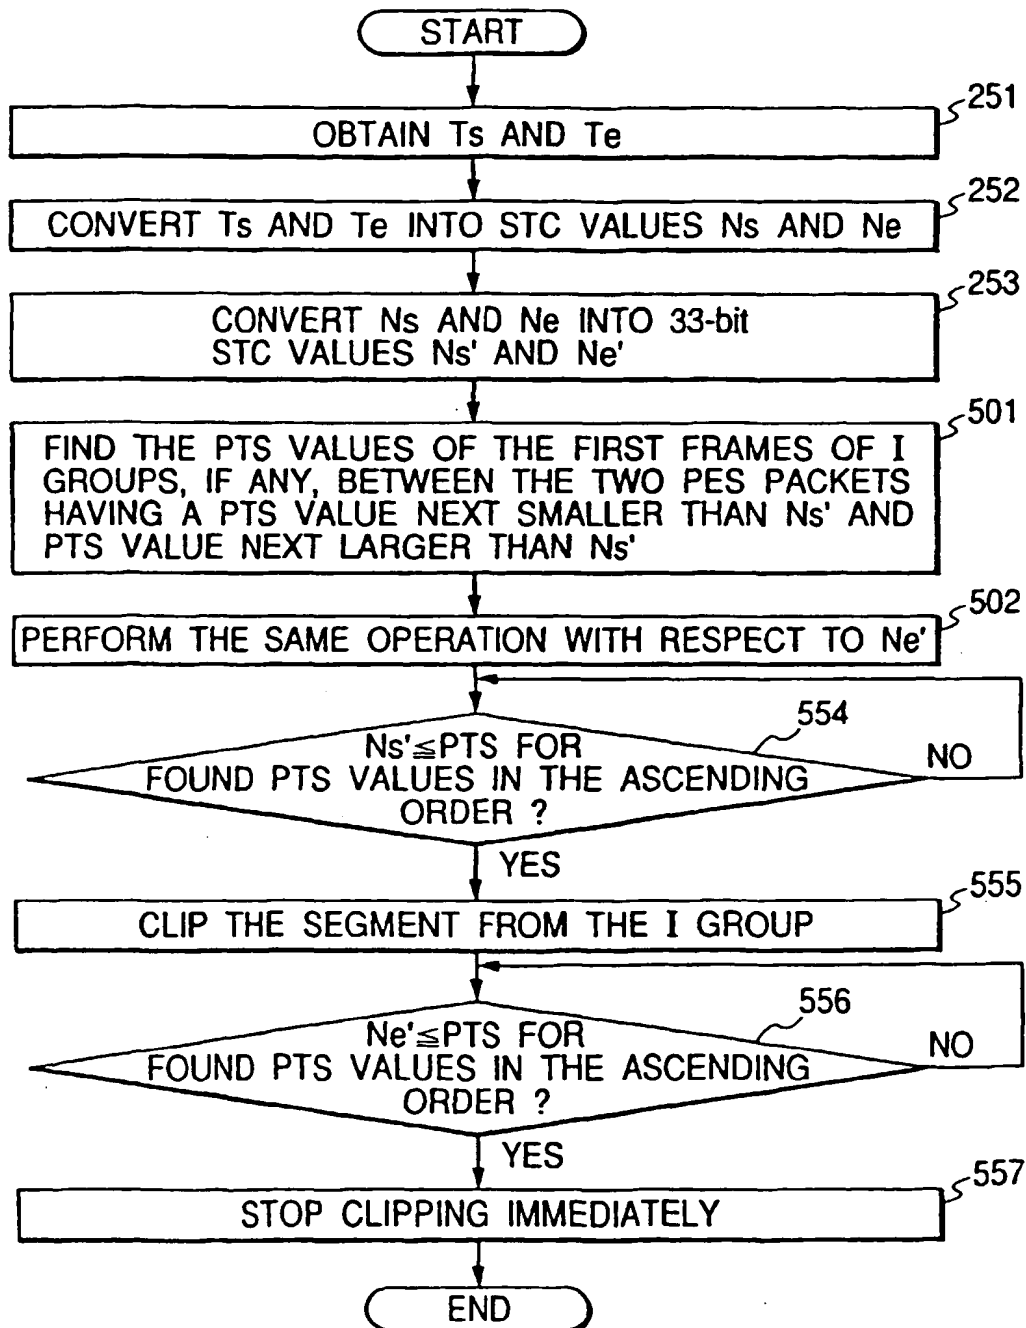 START
251
OBTAIN Ts AND Te
252
CONVERT Ts AND Te INTO STC VALUES Ns AND Ne
253
CONVERT Ns AND Ne INTO 33-bit
STC VALUES Ns' AND Ne'
501
FIND THE PTS VALUES OF THE FIRST FRAMES OF I
GROUPS, IF ANY, BETWEEN THE TWO PES PACKETS
HAVING A PTS VALUE NEXT SMALLER THAN Ns' AND
PTS VALUE NEXT LARGER THAN Ns'
502
PERFORM THE SAME OPERATION WITH RESPECT TO Ne'
554
Ns'≦PTS FOR
FOUND PTS VALUES IN THE ASCENDING
ORDER ?
NO
YES
555
CLIP THE SEGMENT FROM THE I GROUP
556
Ne'≦PTS FOR
FOUND PTS VALUES IN THE ASCENDING
ORDER ?
NO
YES
557
STOP CLIPPING IMMEDIATELY
END